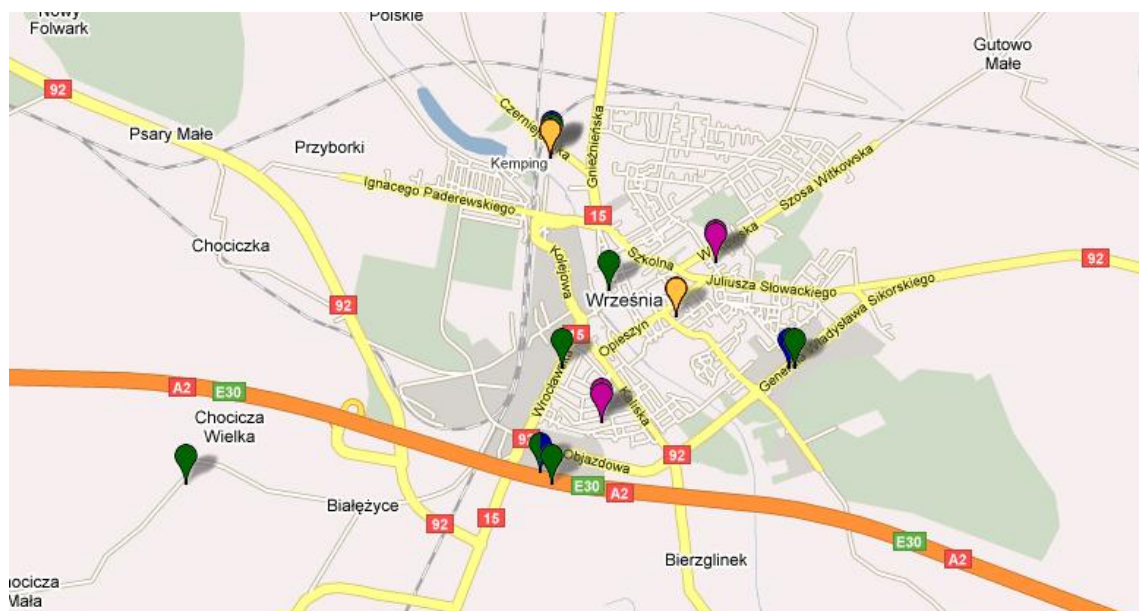 Nowy
Folwark
Polskie
Gutowo
Małe
92
Psary Małe
Przyborki
Czerniejewska
Kemping
Gnieźnieńska
Ignacego Paderewskiego
15
Szosa Witkowska
Witkowska
Chociczka
Kolejowa
Szkolna
92
Juliusza Słowackiego
Września
Generała Władysława Sikorskiego
92
15
Opieszyn
Wrocławska
Kaliska
A2
E30
Chocicza
Wielka
92
Objazdowa
92
E30
A2
Białężyce
15
92
E30
A2
Bierzglinek
Chocicza
Mała